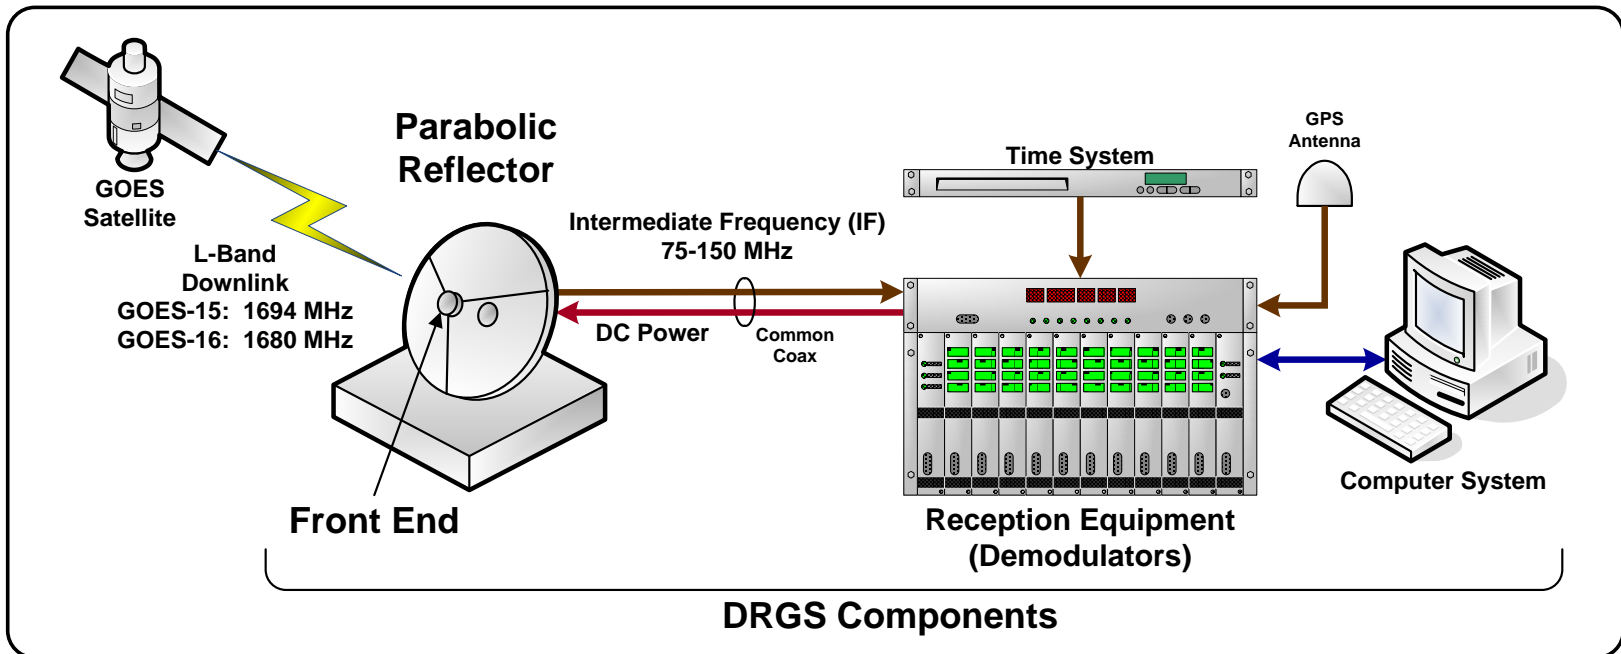 GOES
Satellite
L-Band
Downlink
GOES-15:  1694 MHz
GOES-16:  1680 MHz
Parabolic
Reflector
Front End
Intermediate Frequency (IF)
75-150 MHz
DC Power
Common
Coax
Time System
GPS
Antenna
Reception Equipment
(Demodulators)
Computer System
DRGS Components